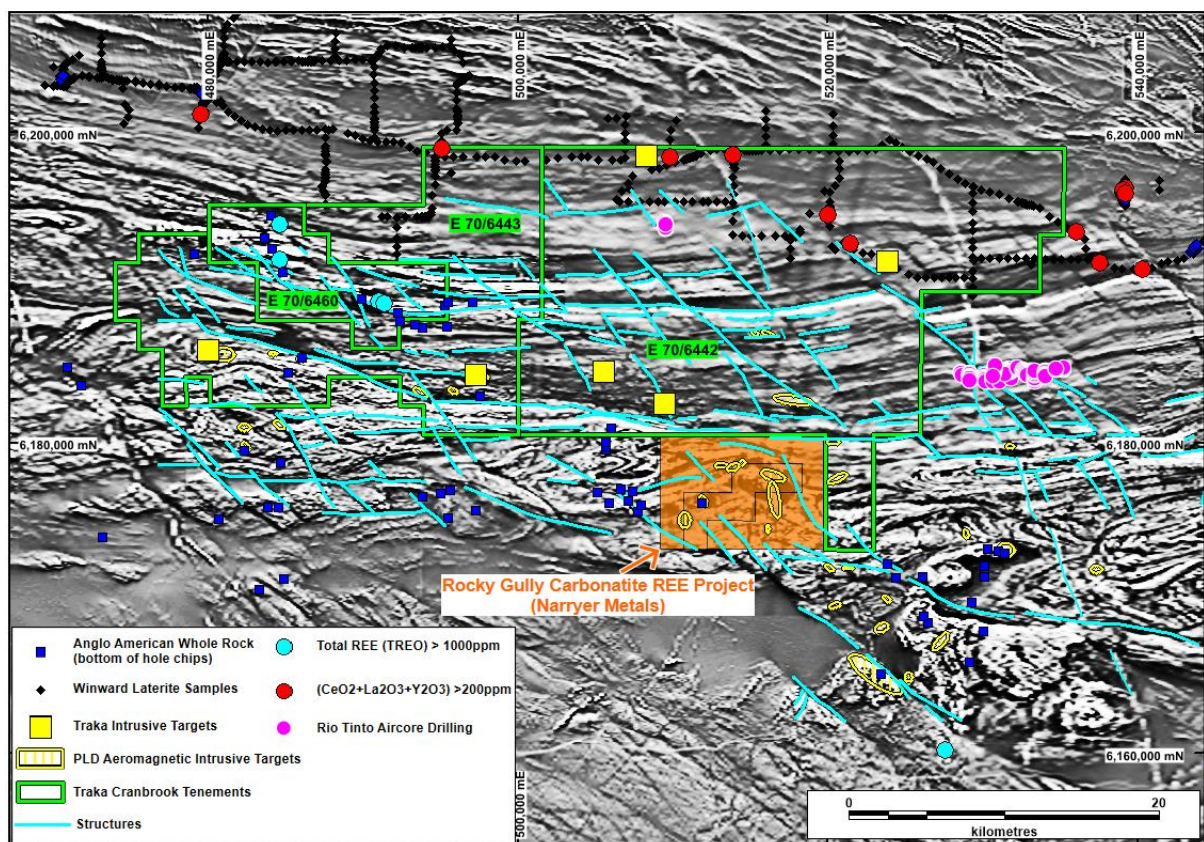 480,000 mE
500,000 mE
520,000 mE
540,000 mE
6,200,000 mN
6,200,000 mN
E 70/6443
E 70/6460
E 70/6442
6,180,000 mN
6,180,000 mN
Rocky Gully Carbonatite REE Project
(Narryer Metals)
Anglo American Whole Rock
(bottom of hole chips)
Total REE (TREO) > 1000ppm
Winward Laterite Samples
(CeO2+La2O3+Y2O3) >200ppm
Traka Intrusive Targets
Rio Tinto Aircore Drilling
PLD Aeromagnetic Intrusive Targets
Traka Cranbrook Tenements
Structures
6,160,000 mN
500,000 mE
0
20
kilometres